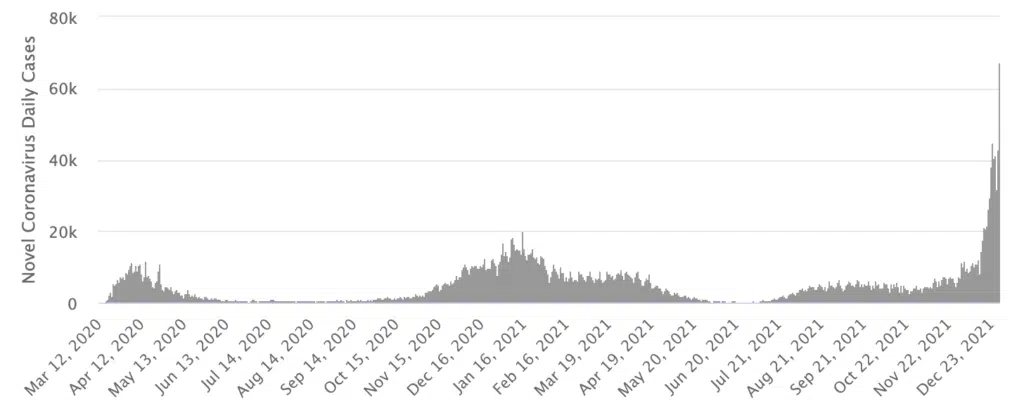 80k
60k
40k
20k
0
Novel Coronavirus Daily Cases
Mar 12, 2020
Apr 12, 2020
May 13, 2020
Jun 13, 2020
Jul 14, 2020
Aug 14, 2020
Sep 14, 2020
Oct 15, 2020
Nov 15, 2020
Dec 16, 2020
Jan 16, 2021
Feb 16, 2021
Mar 19, 2021
Apr 19, 2021
May 20, 2021
Jun 20, 2021
Jul 21, 2021
Aug 21, 2021
Sep 21, 2021
Oct 22, 2021
Nov 22, 2021
Dec 23, 2021